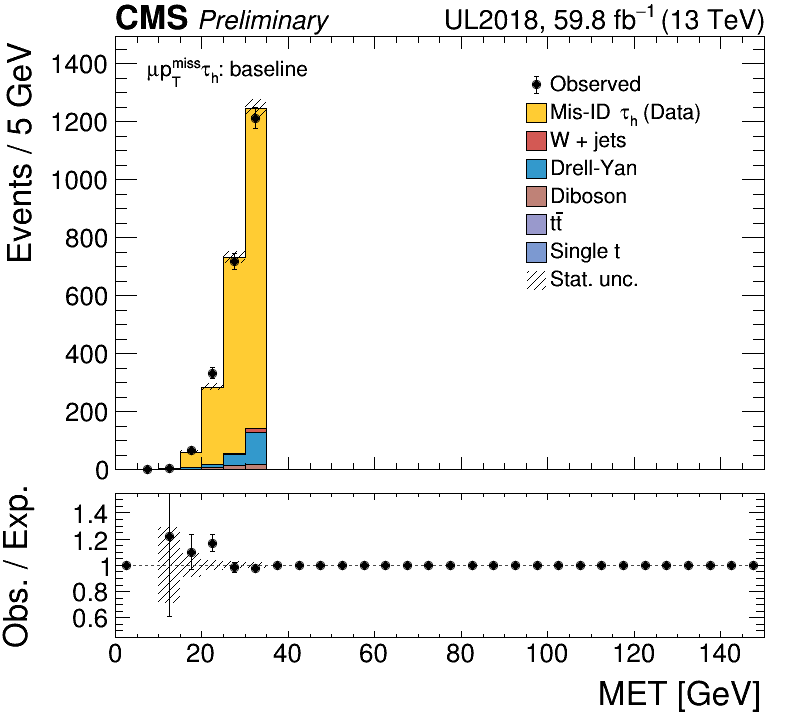 CMS Preliminary UL2018, 59.8 fb⁻¹ (13 TeV)
Events / 5 GeV
μp_T^miss τ_h: baseline
1400
1200
1000
800
600
400
200
0
Observed
Mis-ID τ_h (Data)
W + jets
Drell-Yan
Diboson
tt̄
Single t
Stat. unc.
Obs. / Exp.
1.4
1.2
1
0.8
0.6
0 20 40 60 80 100 120 140
MET [GeV]